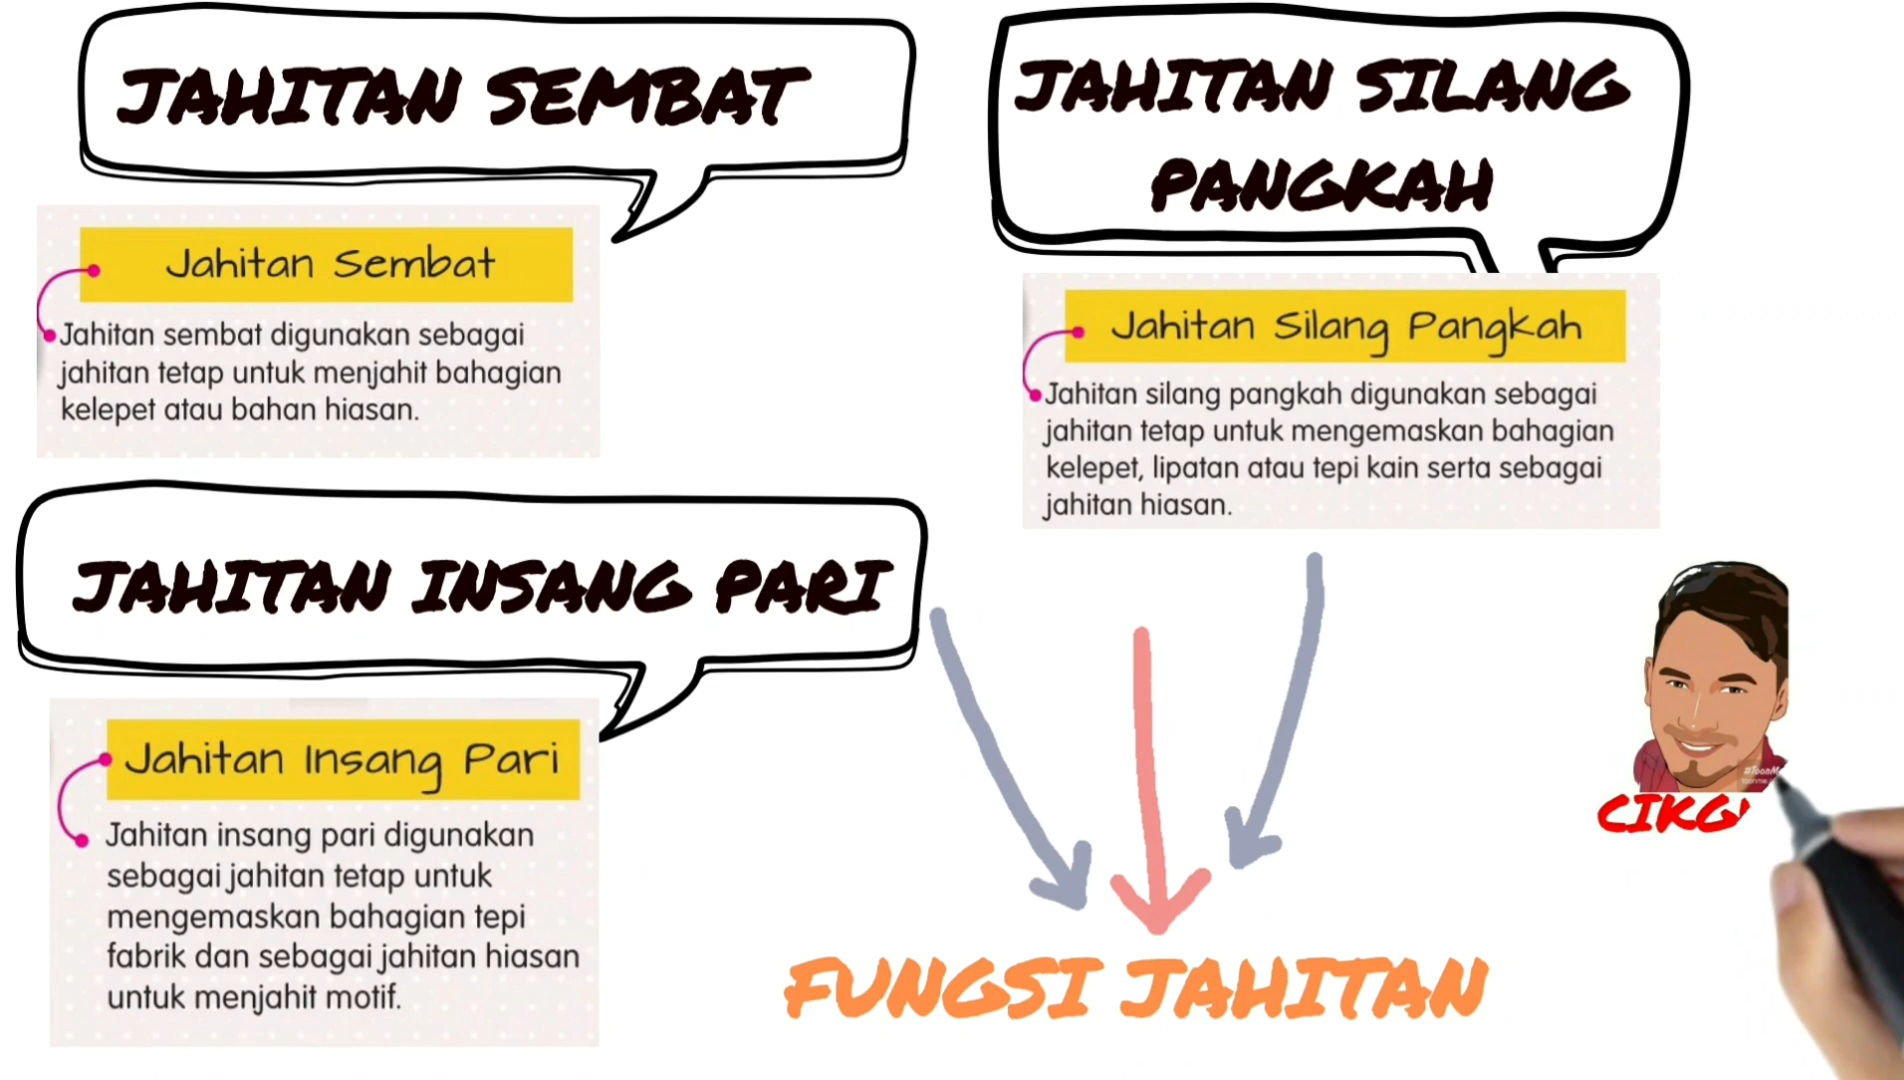 JAHITAN SEMBAT
Jahitan Sembat
Jahitan sembat digunakan sebagai
jahitan tetap untuk menjahit bahagian
kelepet atau bahan hiasan.
JAHITAN SILANG
PANGKAH
Jahitan Silang Pangkah
Jahitan silang pangkah digunakan sebagai
jahitan tetap untuk mengemaskan bahagian
kelepet, lipatan atau tepi kain serta sebagai
jahitan hiasan.
JAHITAN INSANG PARI
Jahitan Insang Pari
Jahitan insang pari digunakan
sebagai jahitan tetap untuk
mengemaskan bahagian tepi
fabrik dan sebagai jahitan hiasan
untuk menjahit motif.
FUNGSI JAHITAN
CIKG